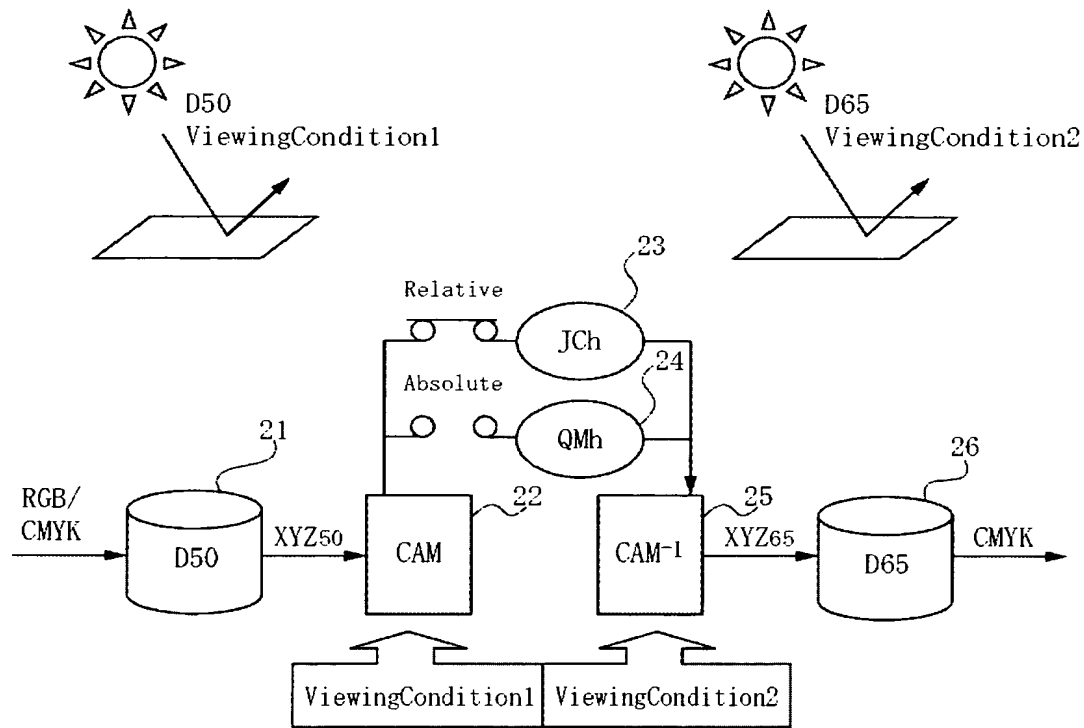 D50
ViewingCondition1
D65
ViewingCondition2
23
Relative
JCh
24
Absolute
QMh
21
22
25
26
RGB/
CMYK
D50
XYZ50
CAM
CAM-1
XYZ65
D65
CMYK
ViewingCondition1
ViewingCondition2